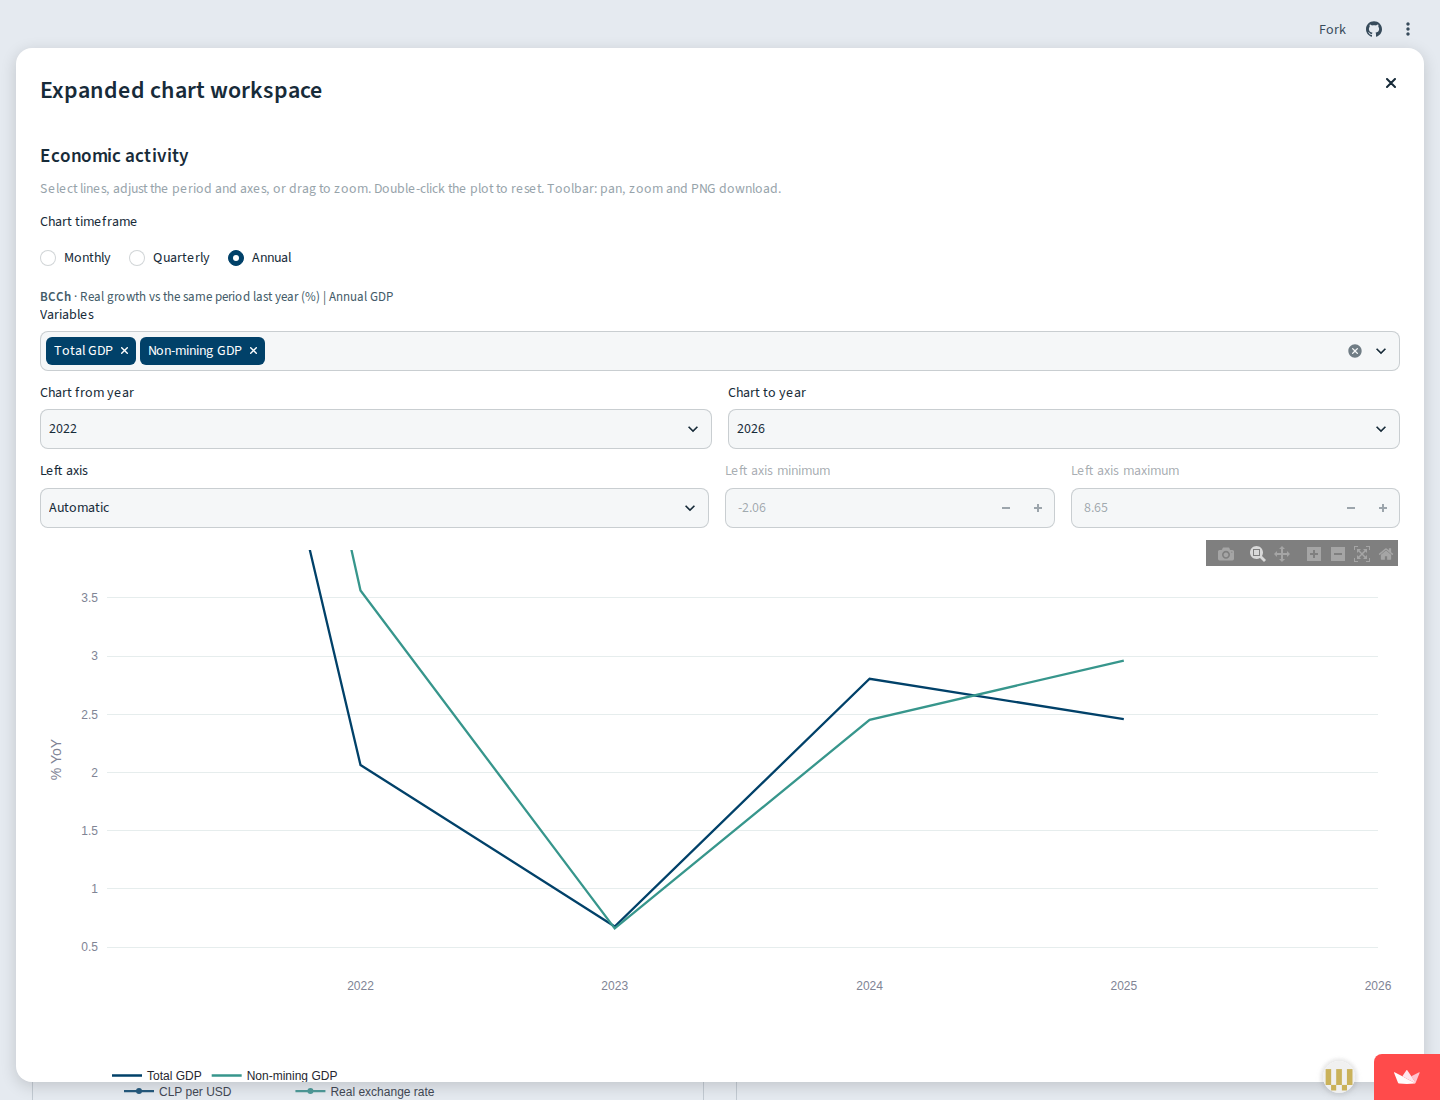 Fork
Expanded chart workspace
Economic activity
Select lines, adjust the period and axes, or drag to zoom. Double-click the plot to reset. Toolbar: pan, zoom and PNG download.
Chart timeframe
Monthly Quarterly Annual
BCCh · Real growth vs the same period last year (%) | Annual GDP
Variables
Total GDP Non-mining GDP
Chart from year Chart to year
2022 2026
Left axis Left axis minimum Left axis maximum
Automatic -2.06 8.65
3.5
3
2.5
% YoY
2
1.5
1
0.5
2022 2023 2024 2025 2026
Total GDP Non-mining GDP
CLP per USD Real exchange rate